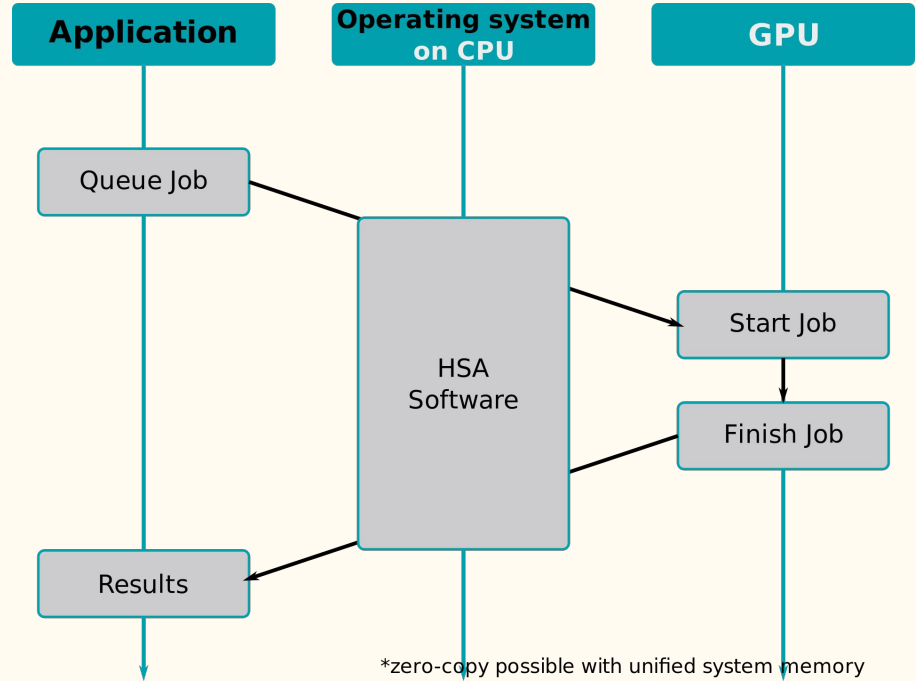 Application
Operating system
on CPU
GPU
Queue Job
HSA
Software
Start Job
Finish Job
Results
*zero-copy possible with unified system memory